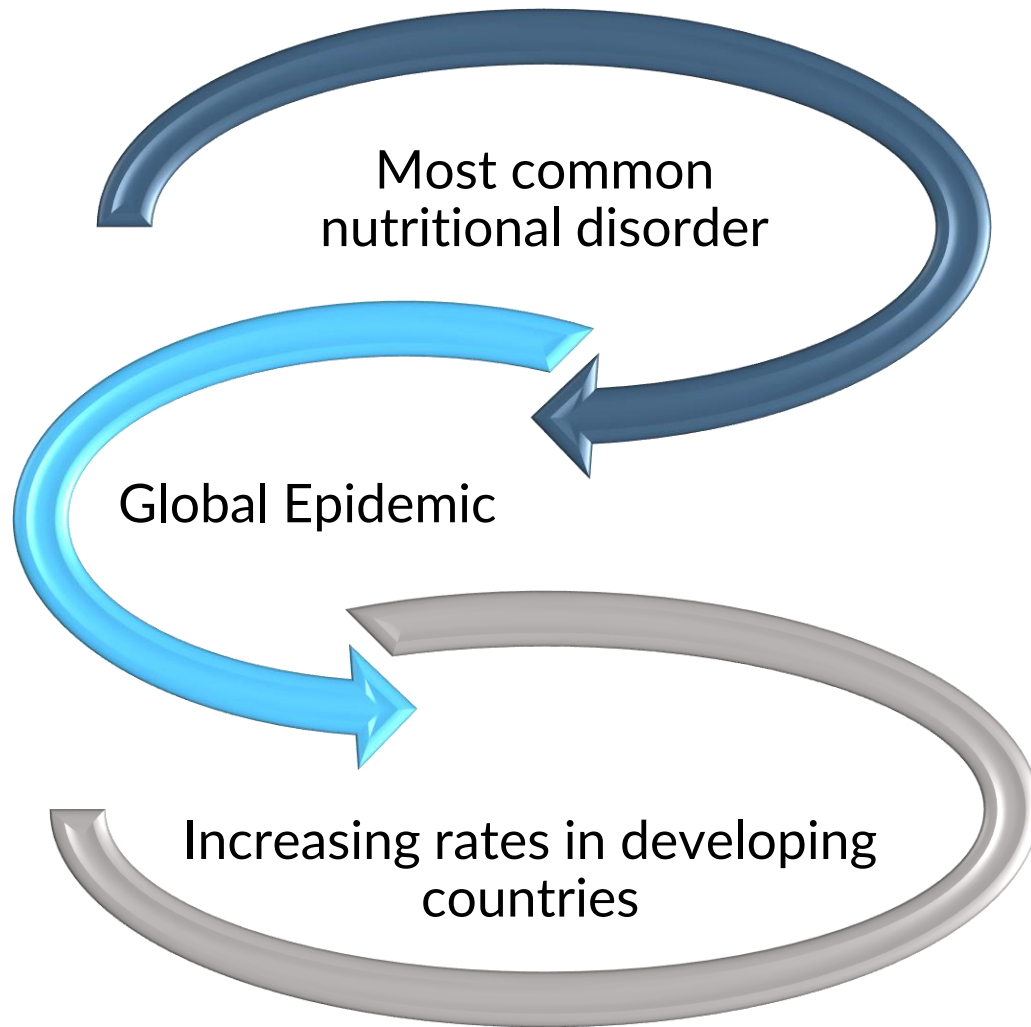 Most common
nutritional disorder
Global Epidemic
Increasing rates in developing
countries